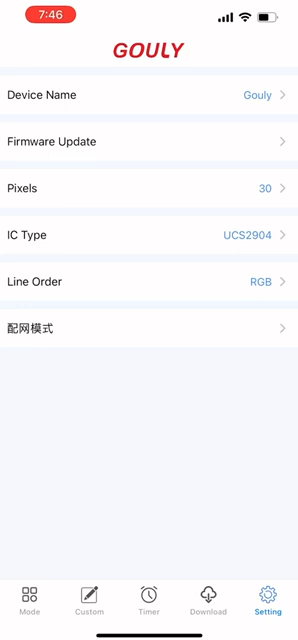 7:46
GOULY
Device Name Gouly
Firmware Update
Pixels 30
IC Type UCS2904
Line Order RGB
配网模式
Mode Custom Timer Download Setting